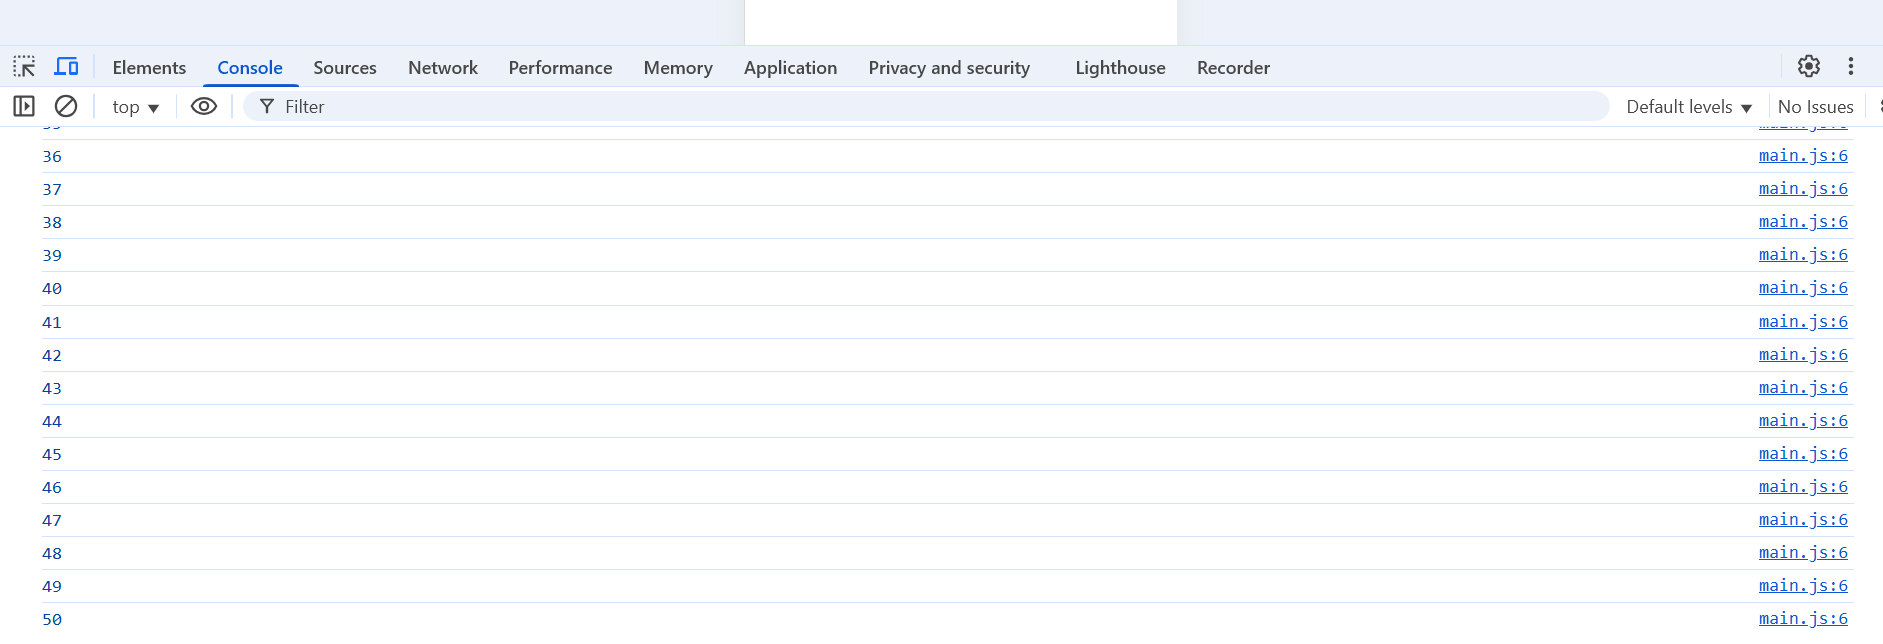 Elements Console Sources Network Performance Memory Application Privacy and security Lighthouse Recorder
top Filter Default levels No Issues
36 main.js:6
37 main.js:6
38 main.js:6
39 main.js:6
40 main.js:6
41 main.js:6
42 main.js:6
43 main.js:6
44 main.js:6
45 main.js:6
46 main.js:6
47 main.js:6
48 main.js:6
49 main.js:6
50 main.js:6